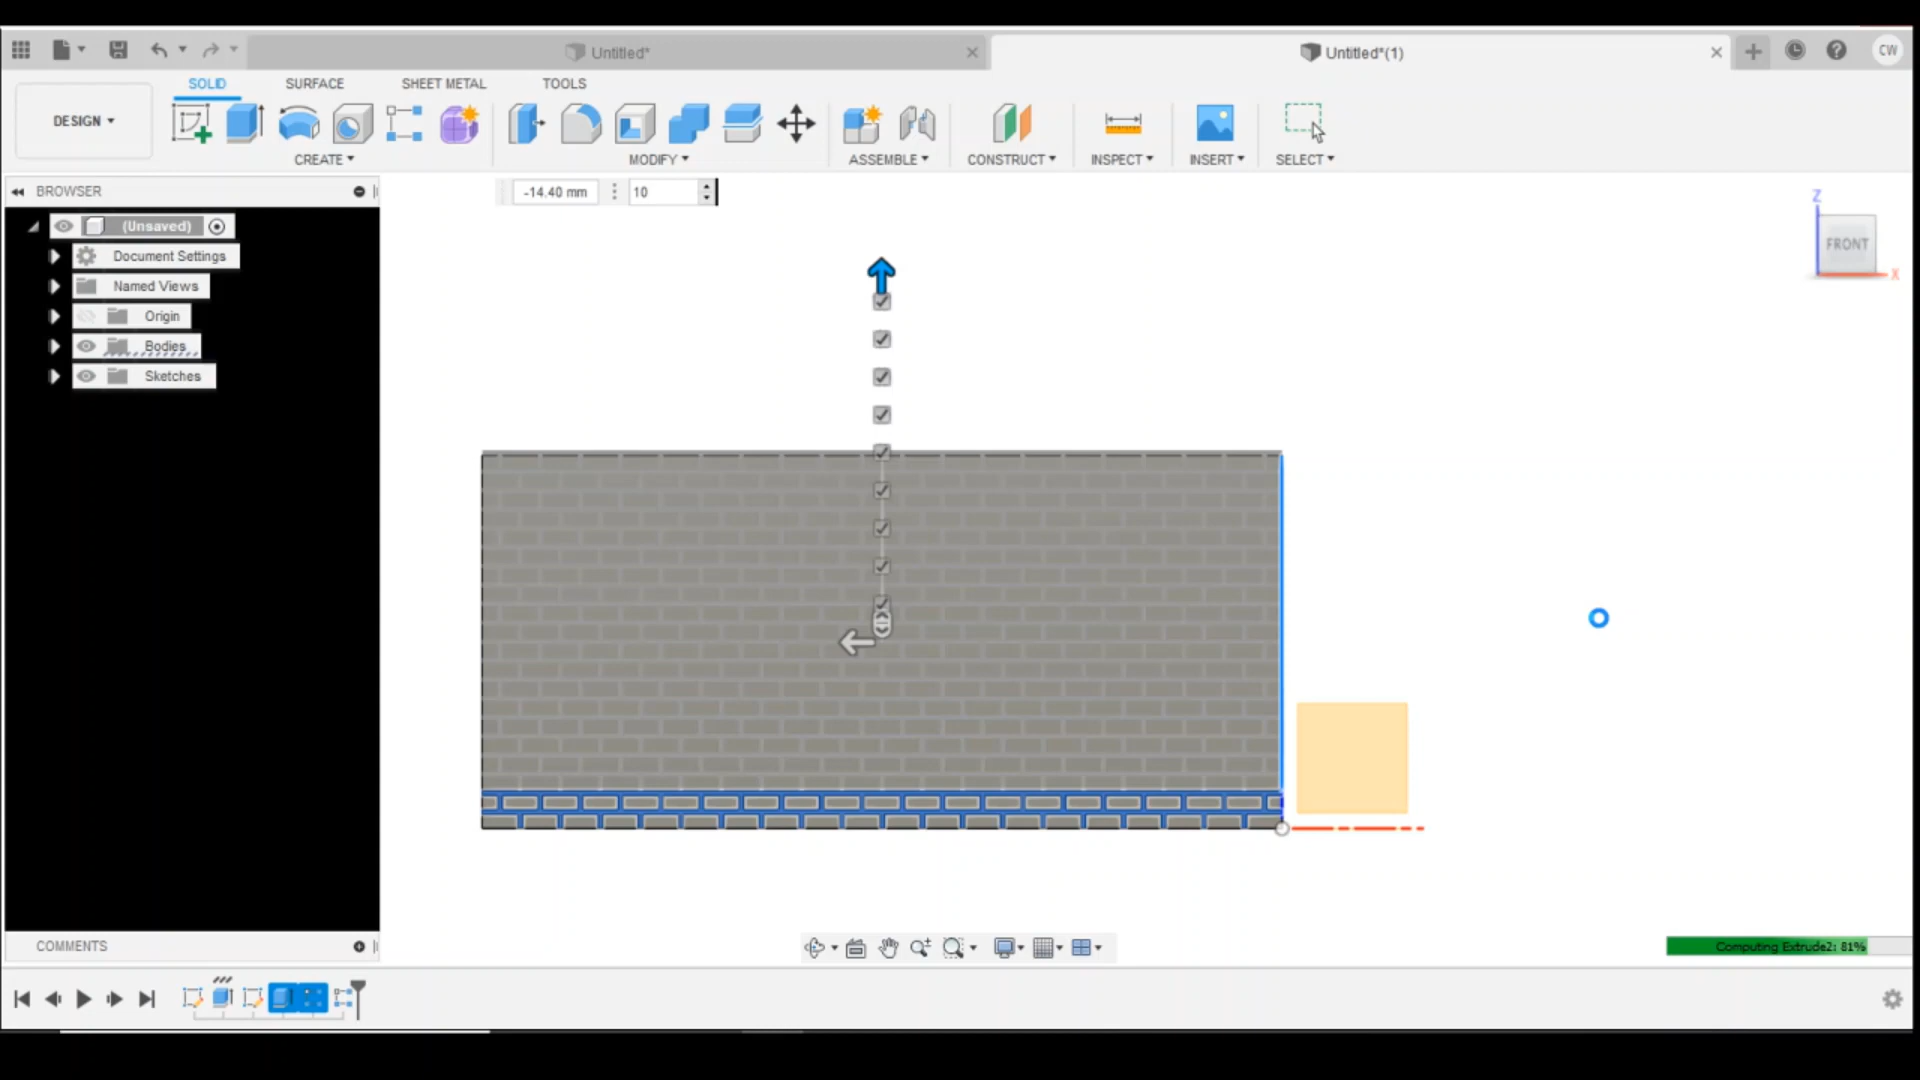 Untitled*
Untitled*(1)
CW
SOLID
SURFACE
SHEET METAL
TOOLS
DESIGN
CREATE
MODIFY
ASSEMBLE
CONSTRUCT
INSPECT
INSERT
SELECT
BROWSER
-14.40 mm
10
(Unsaved)
Document Settings
Named Views
Origin
Bodies
Sketches
Z
FRONT
X
COMMENTS
Computing Extrude2: 81%